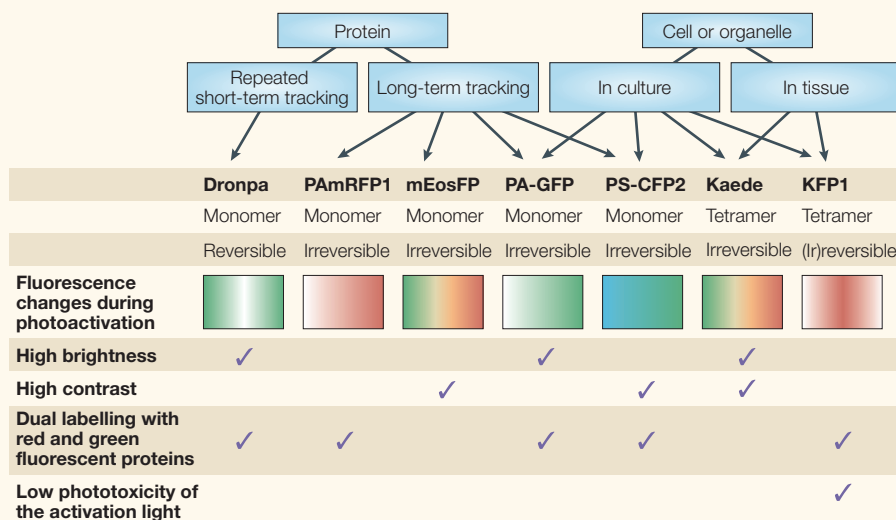 Protein
Cell or organelle
Repeated
short-term tracking
Long-term tracking
In culture
In tissue
Dronpa PAmRFP1 mEosFP PA-GFP PS-CFP2 Kaede KFP1
Monomer Monomer Monomer Monomer Monomer Tetramer Tetramer
Reversible Irreversible Irreversible Irreversible Irreversible Irreversible (Ir)reversible
Fluorescence
changes during
photoactivation
High brightness ✓ ✓ ✓
High contrast ✓ ✓ ✓
Dual labelling with
red and green
fluorescent proteins ✓ ✓ ✓ ✓ ✓
Low phototoxicity of
the activation light ✓